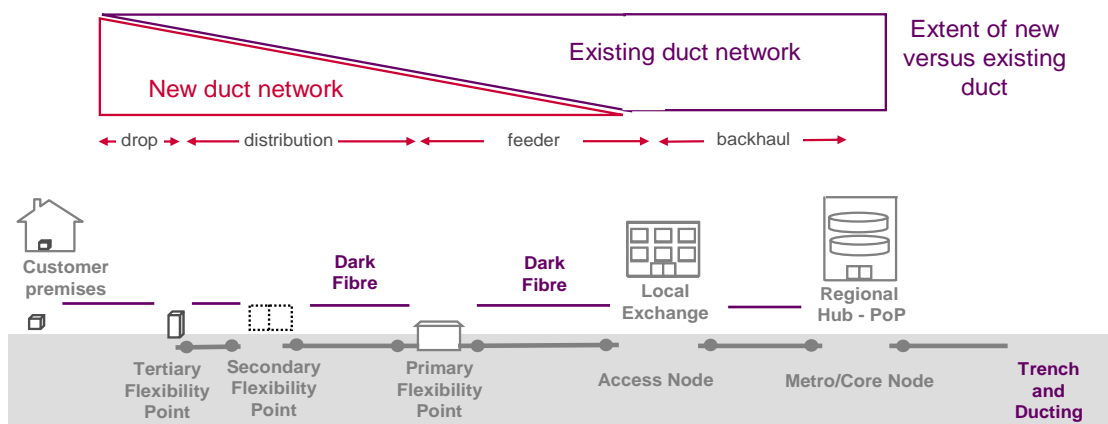 Existing duct network
Extent of new
versus existing
duct
New duct network
drop
distribution
feeder
backhaul
Customer
premises
Dark
Fibre
Dark
Fibre
Local
Exchange
Regional
Hub - PoP
Tertiary
Flexibility
Point
Secondary
Flexibility
Point
Primary
Flexibility
Point
Access Node
Metro/Core Node
Trench
and
Ducting